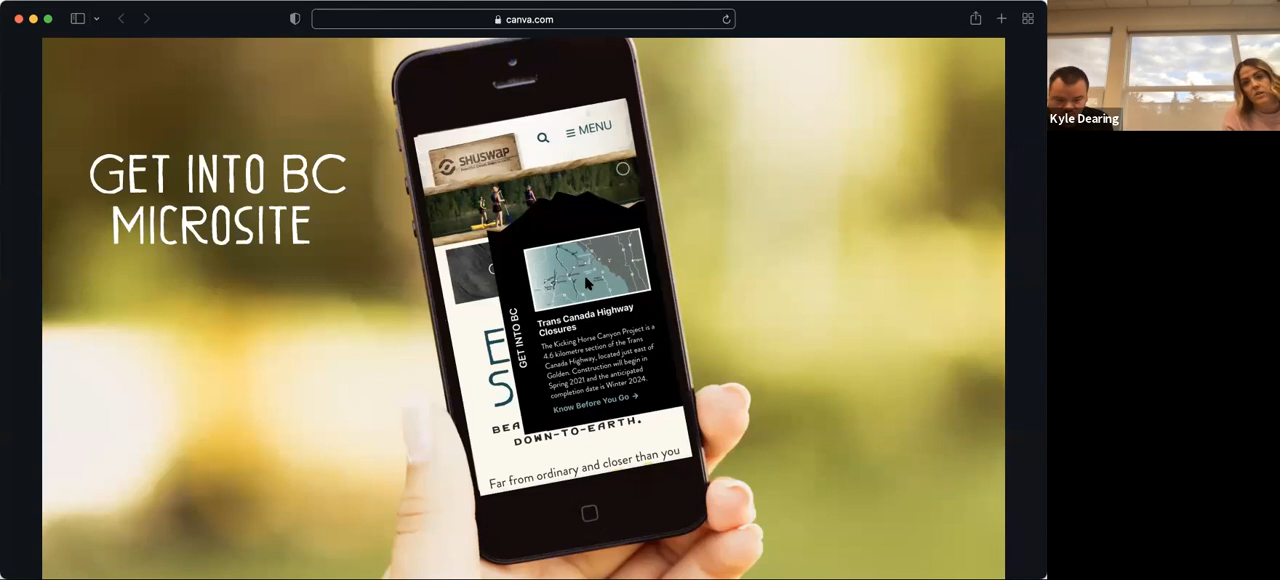 canva.com
GET INTO BC
MICROSITE
SHUSWAP
MENU
GET INTO BC
Trans Canada Highway
Closures
The Kicking Horse Canyon Project is a
4.6 kilometre section of the Trans
Canada Highway, located just east of
Golden. Construction will begin in
Spring 2021 and the anticipated
completion date is Winter 2024.
Know Before You Go →
E
S
BEA
DOWN-TO-EARTH.
Far from ordinary and closer than you
Kyle Dearing